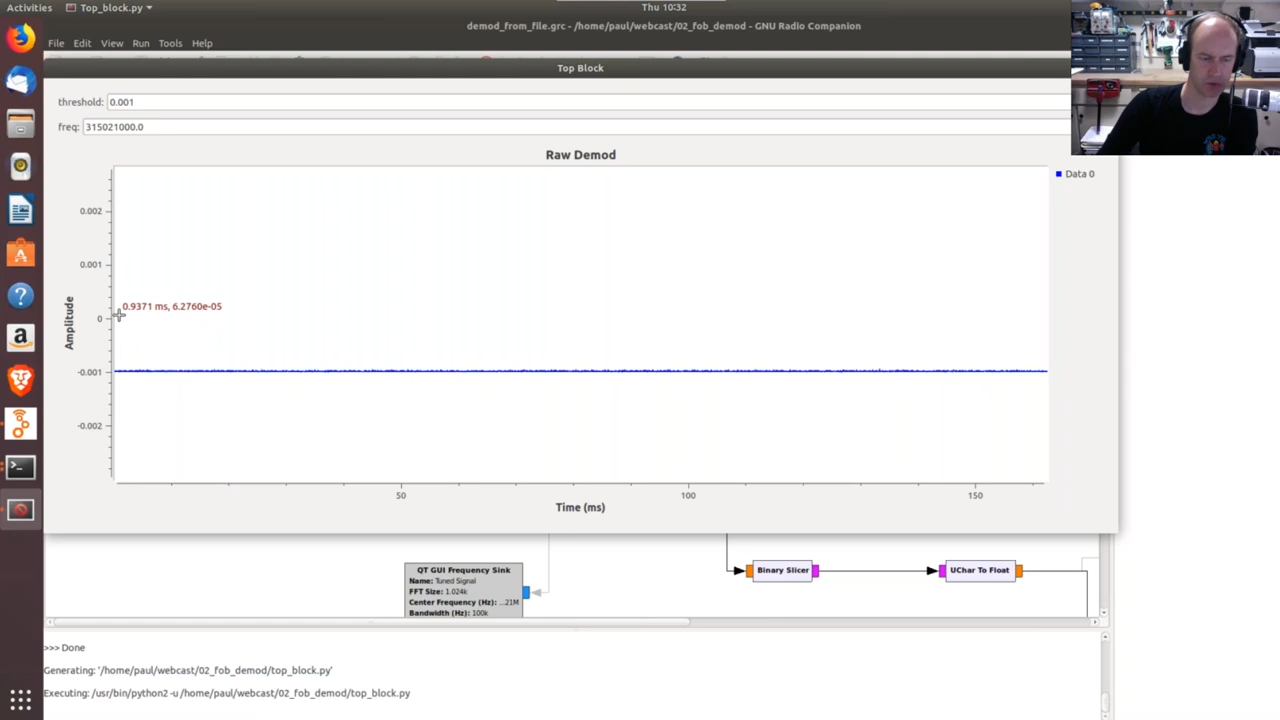 Activities
Top_block.py
Thu 10:32
demod_from_file.grc - /home/paul/webcast/02_fob_demod - GNU Radio Companion
File Edit View Run Tools Help
Top Block
threshold: 0.001
freq: 315021000.0
Raw Demod
Data 0
0.002
0.001
0
-0.001
-0.002
Amplitude
0.9371 ms, 6.2760e-05
50
100
150
Time (ms)
QT GUI Frequency Sink
Name: Tuned Signal
FFT Size: 1.024k
Center Frequency (Hz): ...21M
Bandwidth (Hz): 100k
Binary Slicer
UChar To Float
>>> Done
Generating: '/home/paul/webcast/02_fob_demod/top_block.py'
Executing: /usr/bin/python2 -u /home/paul/webcast/02_fob_demod/top_block.py